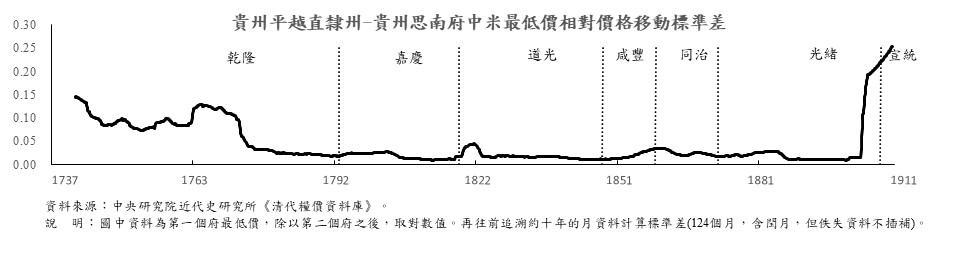 貴州平越直隸州-貴州思南府中米最低價相對價格移動標準差
0.30
0.25
0.20
0.15
0.10
0.05
0.00
乾隆 嘉慶 道光 咸豐 同治 光緒 宣統
1737 1763 1792 1822 1851 1881 1911
資料來源：中央研究院近代史研究所《清代糧價資料庫》。
說　明：圖中資料為第一個府最低價，除以第二個府之後，取對數值。再往前追溯約十年的月資料計算標準差(124個月，含閏月，但佚失資料不插補)。